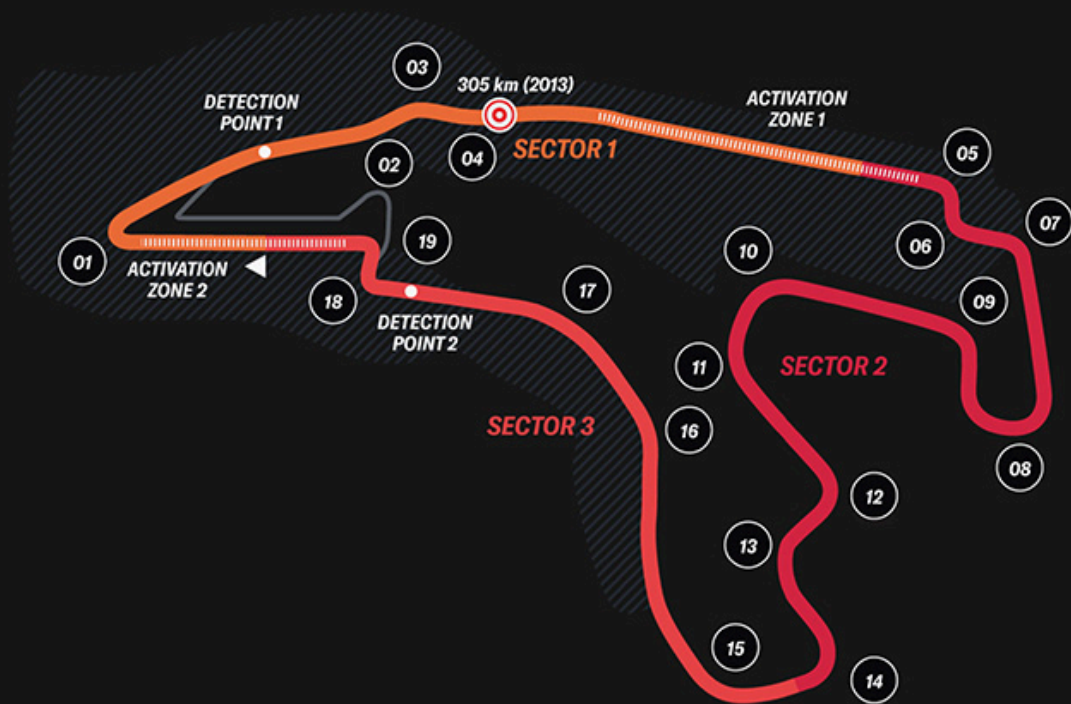 03
305 km (2013)
DETECTION
POINT 1
ACTIVATION
ZONE 1
02
04
SECTOR 1
05
07
01
ACTIVATION
ZONE 2
19
06
10
18
17
09
DETECTION
POINT 2
11
SECTOR 2
SECTOR 3
16
08
12
13
15
14